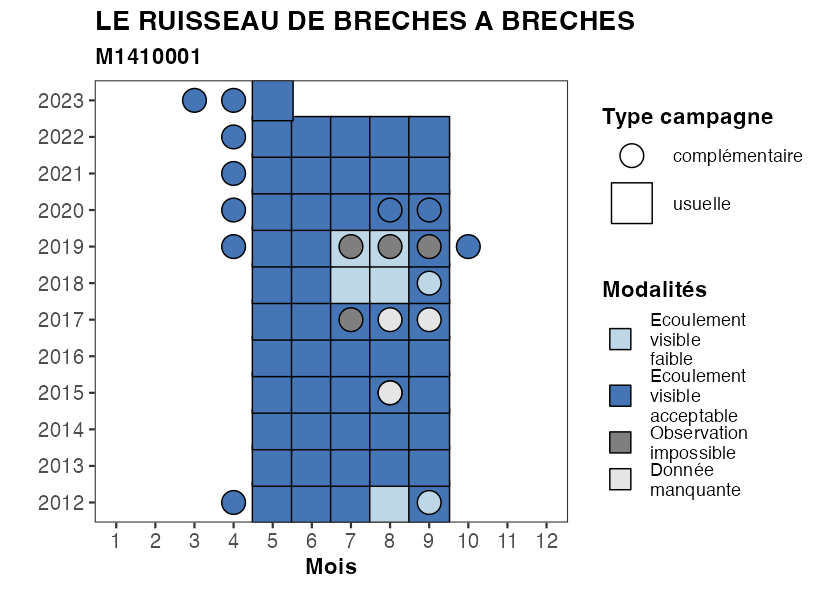 LE RUISSEAU DE BRECHES A BRECHES
M1410001
2023
2022
2021
2020
2019
2018
2017
2016
2015
2014
2013
2012
1 2 3 4 5 6 7 8 9 10 11 12
Mois
Type campagne
complémentaire
usuelle
Modalités
Ecoulement
visible
faible
Ecoulement
visible
acceptable
Observation
impossible
Donnée
manquante